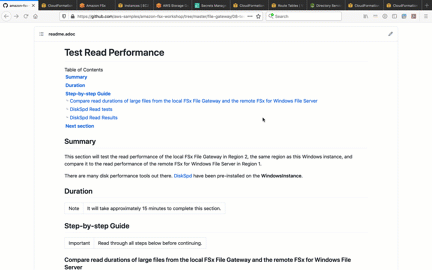 amazon-fsx
CloudFormati
Amazon FSx
Instances | EC2
CloudFormati
AWS Storage
Secrets Manag
CloudFormati
Route Tables
Directory Servi
CloudFormati
CloudFormati
https://github.com/aws-samples/amazon-fsx-workshop/tree/master/file-gateway/08-t
Search
readme.adoc
Test Read Performance
Table of Contents
Summary
Duration
Step-by-step Guide
Compare read durations of large files from the local FSx File Gateway and the remote FSx for Windows File Server
DiskSpd Read tests
DiskSpd Read Results
Next section
Summary
This section will test the read performance of the local FSx File Gateway in Region 2, the same region as this Windows instance, and
compare it to the read performance of the remote FSx for Windows File Server in Region 1.
There are many disk performance tools out there. DiskSpd have been pre-installed on the WindowsInstance.
Duration
Note It will take approximately 15 minutes to complete this section.
Step-by-step Guide
Important Read through all steps below before continuing.
Compare read durations of large files from the local FSx File Gateway and the remote FSx for Windows File
Server